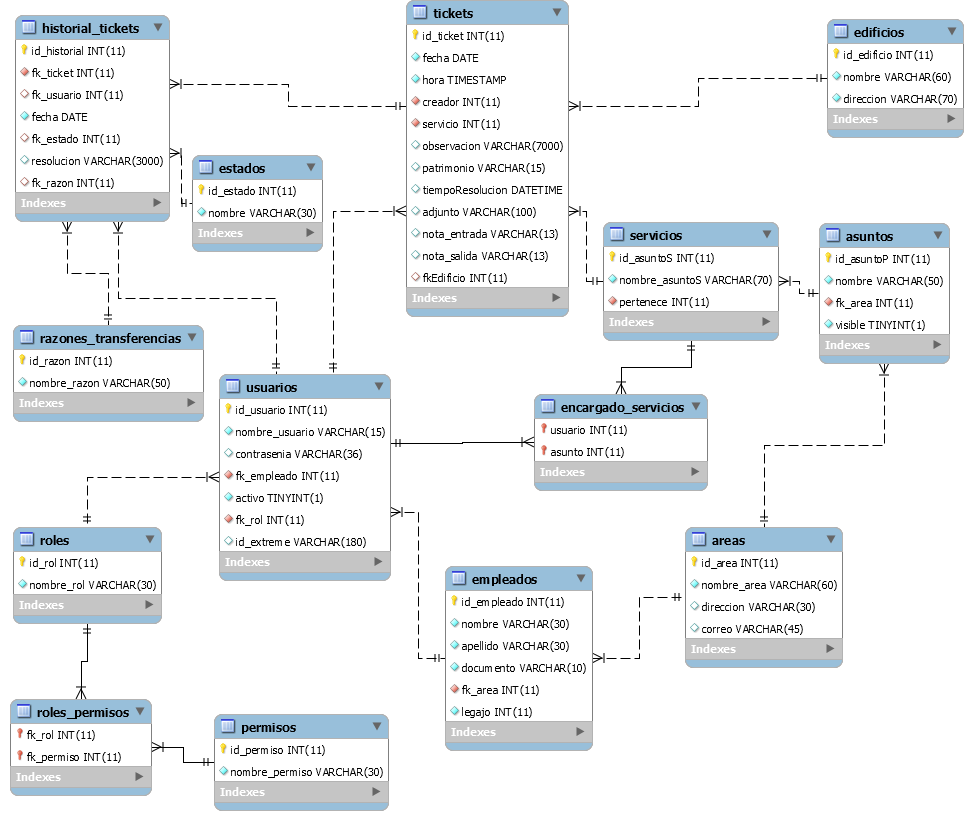 historial_tickets
id_historial INT(11)
fk_ticket INT(11)
fk_usuario INT(11)
fecha DATE
fk_estado INT(11)
resolucion VARCHAR(3000)
fk_razon INT(11)
Indexes
tickets
id_ticket INT(11)
fecha DATE
hora TIMESTAMP
creador INT(11)
servicio INT(11)
observacion VARCHAR(7000)
patrimonio VARCHAR(15)
tiempoResolucion DATETIME
adjunto VARCHAR(100)
nota_entrada VARCHAR(13)
nota_salida VARCHAR(13)
fkEdificio INT(11)
Indexes
edificios
id_edificio INT(11)
nombre VARCHAR(60)
direccion VARCHAR(70)
Indexes
estados
id_estado INT(11)
nombre VARCHAR(30)
Indexes
servicios
id_asuntoS INT(11)
nombre_asuntoS VARCHAR(70)
pertenece INT(11)
Indexes
asuntos
id_asuntoP INT(11)
nombre VARCHAR(50)
fk_area INT(11)
visible TINYINT(1)
Indexes
razones_transferencias
id_razon INT(11)
nombre_razon VARCHAR(50)
Indexes
usuarios
id_usuario INT(11)
nombre_usuario VARCHAR(15)
contrasenia VARCHAR(36)
fk_empleado INT(11)
activo TINYINT(1)
fk_rol INT(11)
id_extreme VARCHAR(180)
Indexes
encargado_servicios
usuario INT(11)
asunto INT(11)
Indexes
roles
id_rol INT(11)
nombre_rol VARCHAR(30)
Indexes
empleados
id_empleado INT(11)
nombre VARCHAR(30)
apellido VARCHAR(30)
documento VARCHAR(10)
fk_area INT(11)
legajo INT(11)
Indexes
areas
id_area INT(11)
nombre_area VARCHAR(60)
direccion VARCHAR(30)
correo VARCHAR(45)
Indexes
roles_permisos
fk_rol INT(11)
fk_permiso INT(11)
Indexes
permisos
id_permiso INT(11)
nombre_permiso VARCHAR(30)
Indexes